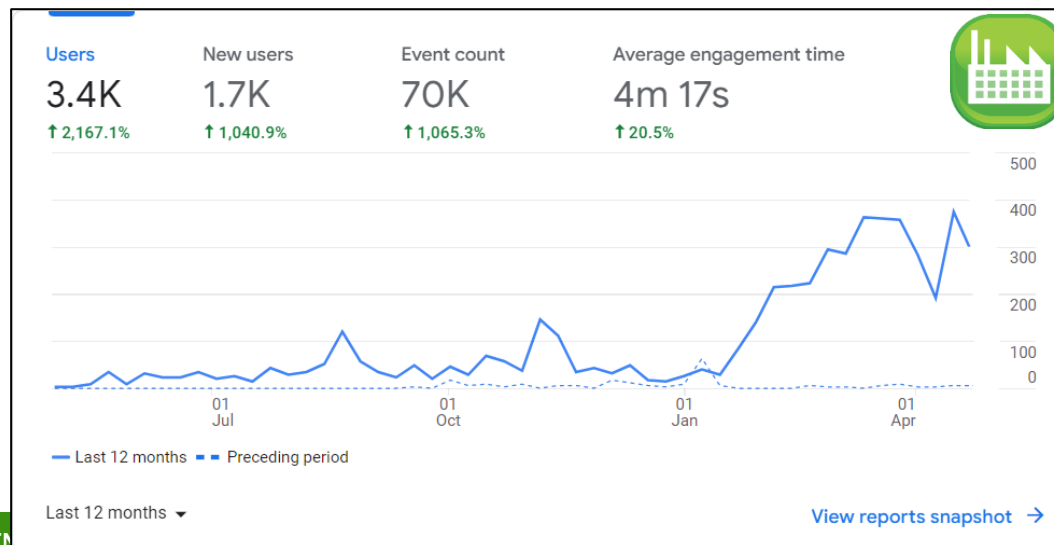 Users
New users
Event count
Average engagement time
3.4K
1.7K
70K
4m 17s
↑ 2,167.1%
↑ 1,040.9%
↑ 1,065.3%
↑ 20.5%
500
400
300
200
100
0
01 Jul
01 Oct
01 Jan
01 Apr
Last 12 months
Preceding period
Last 12 months
View reports snapshot →